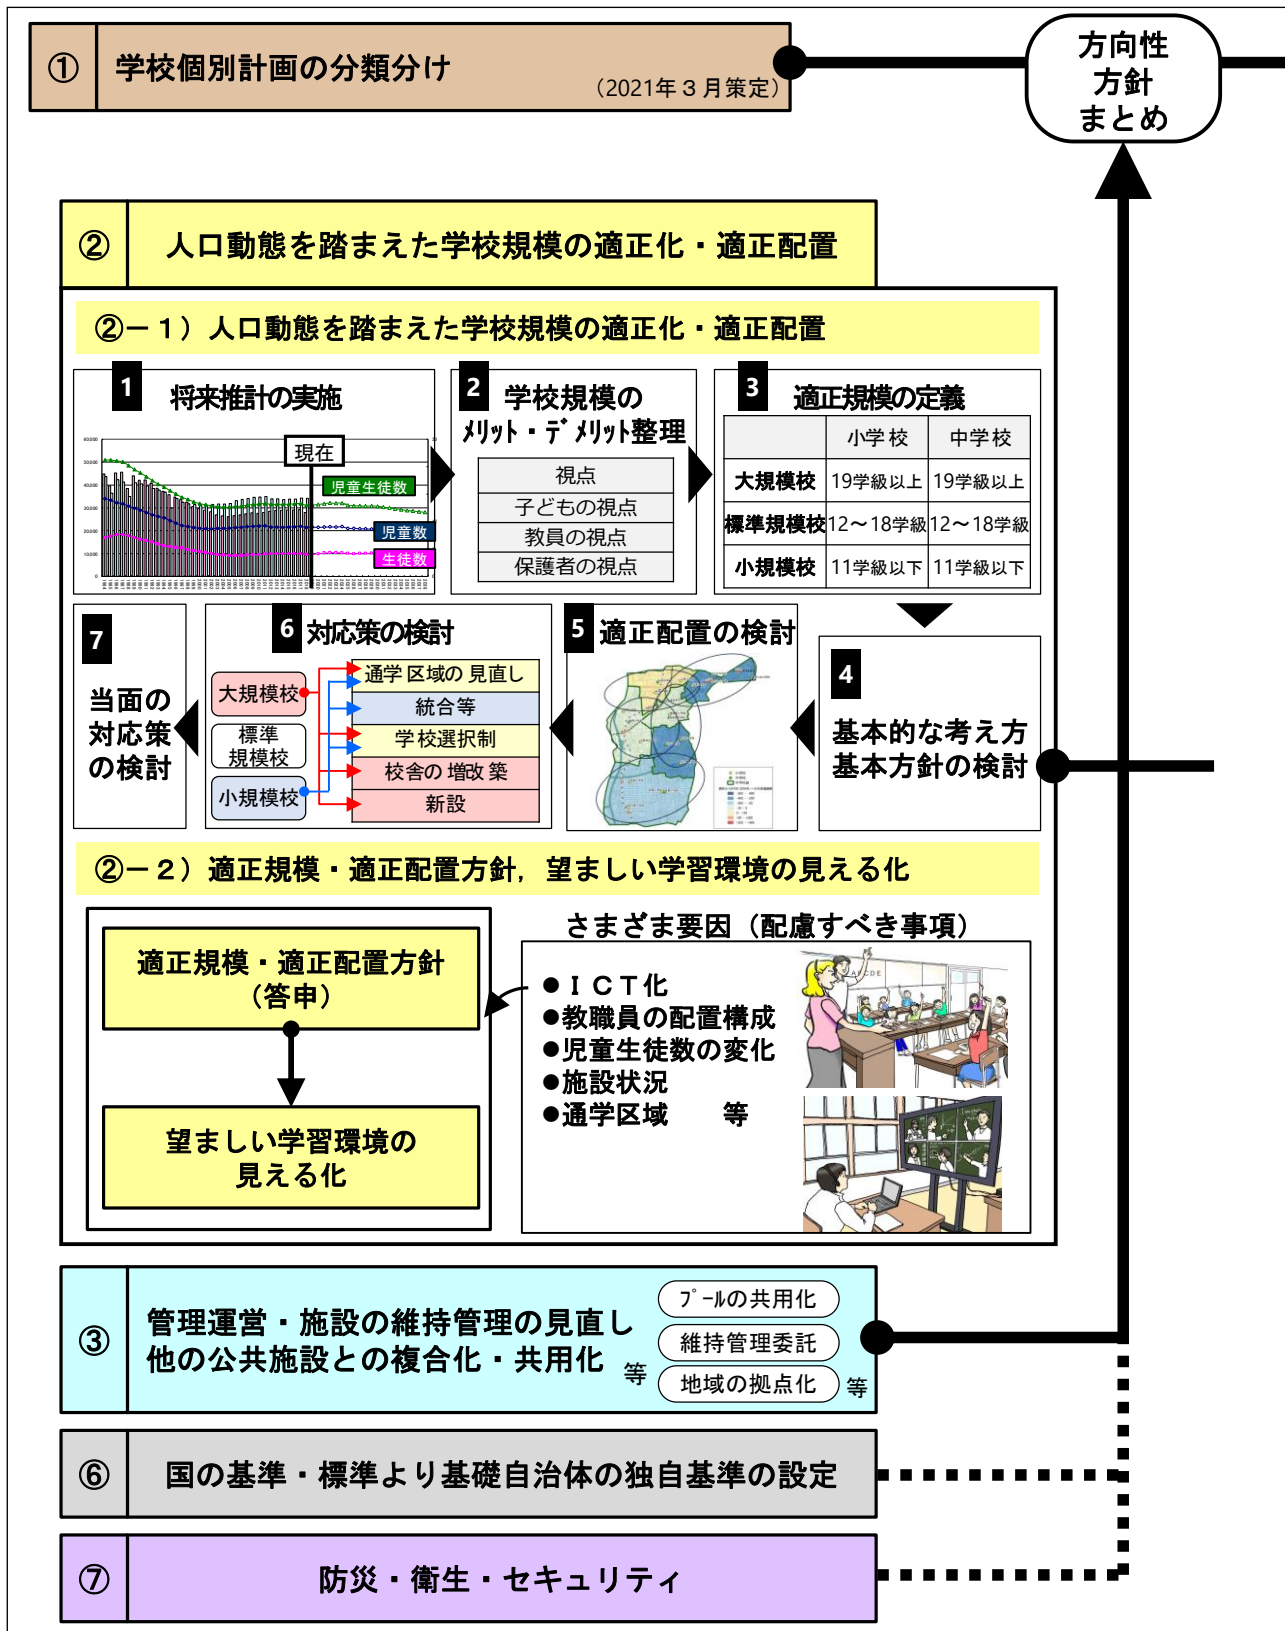 ① 学校個別計画の分類分け
（2021年３月策定）
方向性
方針
まとめ
② 人口動態を踏まえた学校規模の適正化・適正配置
②－１）人口動態を踏まえた学校規模の適正化・適正配置
1 将来推計の実施
現在
児童生徒数
児童数
生徒数
60,000
50,000
40,000
30,000
20,000
10,000
0
2 学校規模の
ﾒﾘｯﾄ・ﾃﾞﾒﾘｯﾄ整理
視点
子どもの視点
教員の視点
保護者の視点
3 適正規模の定義
小学校 中学校
大規模校 19学級以上 19学級以上
標準規模校 12～18学級 12～18学級
小規模校 11学級以下 11学級以下
4
基本的な考え方
基本方針の検討
5 適正配置の検討
6 対応策の検討
大規模校
標準
規模校
小規模校
通学区域の見直し
統合等
学校選択制
校舎の増改築
新設
7
当面の
対応策
の検討
②－２）適正規模・適正配置方針，望ましい学習環境の見える化
適正規模・適正配置方針
（答申）
望ましい学習環境の
見える化
さまざま要因（配慮すべき事項）
●ＩＣＴ化
●教職員の配置構成
●児童生徒数の変化
●施設状況
●通学区域　　等
③ 管理運営・施設の維持管理の見直し
他の公共施設との複合化・共用化 等
ﾌﾟｰﾙの共用化
維持管理委託
地域の拠点化 等
⑥ 国の基準・標準より基礎自治体の独自基準の設定
⑦ 防災・衛生・セキュリティ